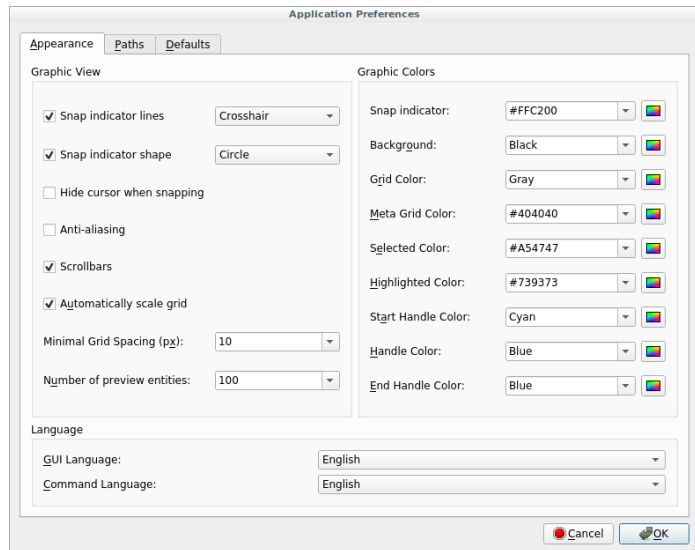 Application Preferences
Appearance Paths Defaults
Graphic View
Snap indicator lines Crosshair
Snap indicator shape Circle
Hide cursor when snapping
Anti-aliasing
Scrollbars
Automatically scale grid
Minimal Grid Spacing (px): 10
Number of preview entities: 100
Graphic Colors
Snap indicator: #FFC200
Background: Black
Grid Color: Gray
Meta Grid Color: #404040
Selected Color: #A54747
Highlighted Color: #739373
Start Handle Color: Cyan
Handle Color: Blue
End Handle Color: Blue
Language
GUI Language: English
Command Language: English
Cancel OK